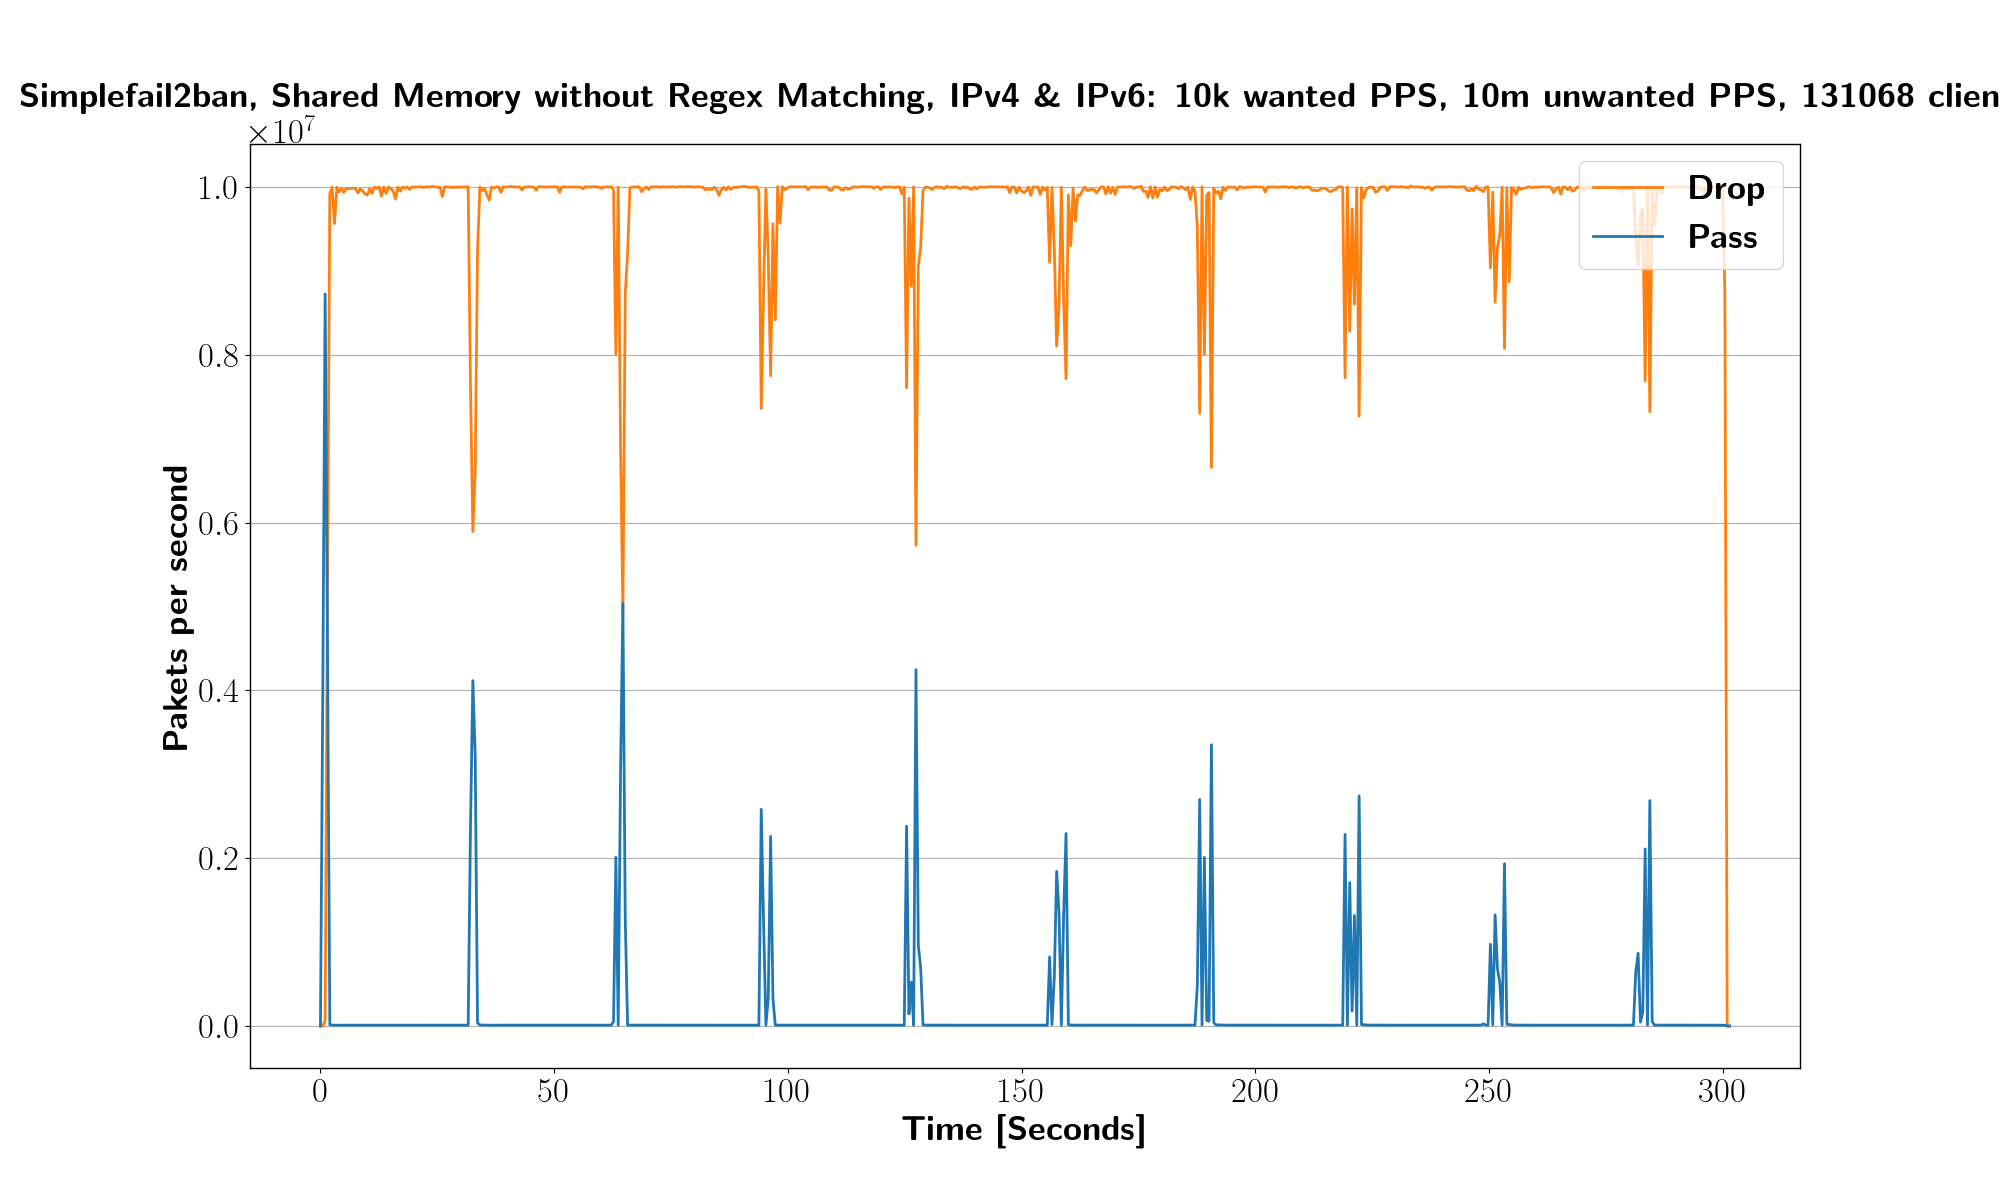 Simplefail2ban, Shared Memory without Regex Matching, IPv4 & IPv6: 10k wanted PPS, 10m unwanted PPS, 131068 clien
×10⁷
1.0
0.8
0.6
0.4
0.2
0.0
Pakets per second
Drop
Pass
0 50 100 150 200 250 300
Time [Seconds]